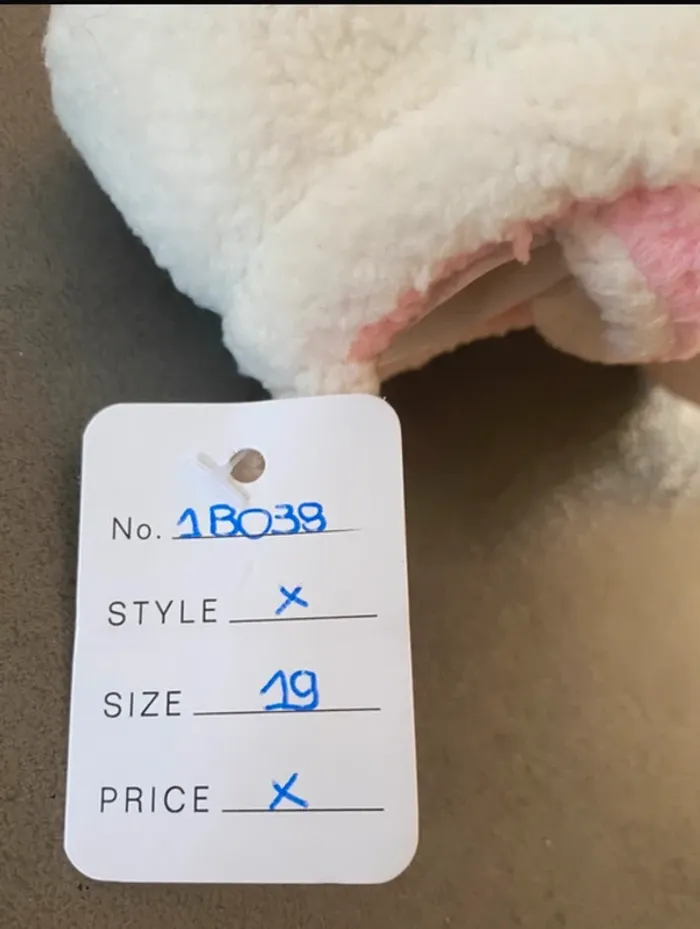 No. 1B038
STYLE X
SIZE 19
PRICE X